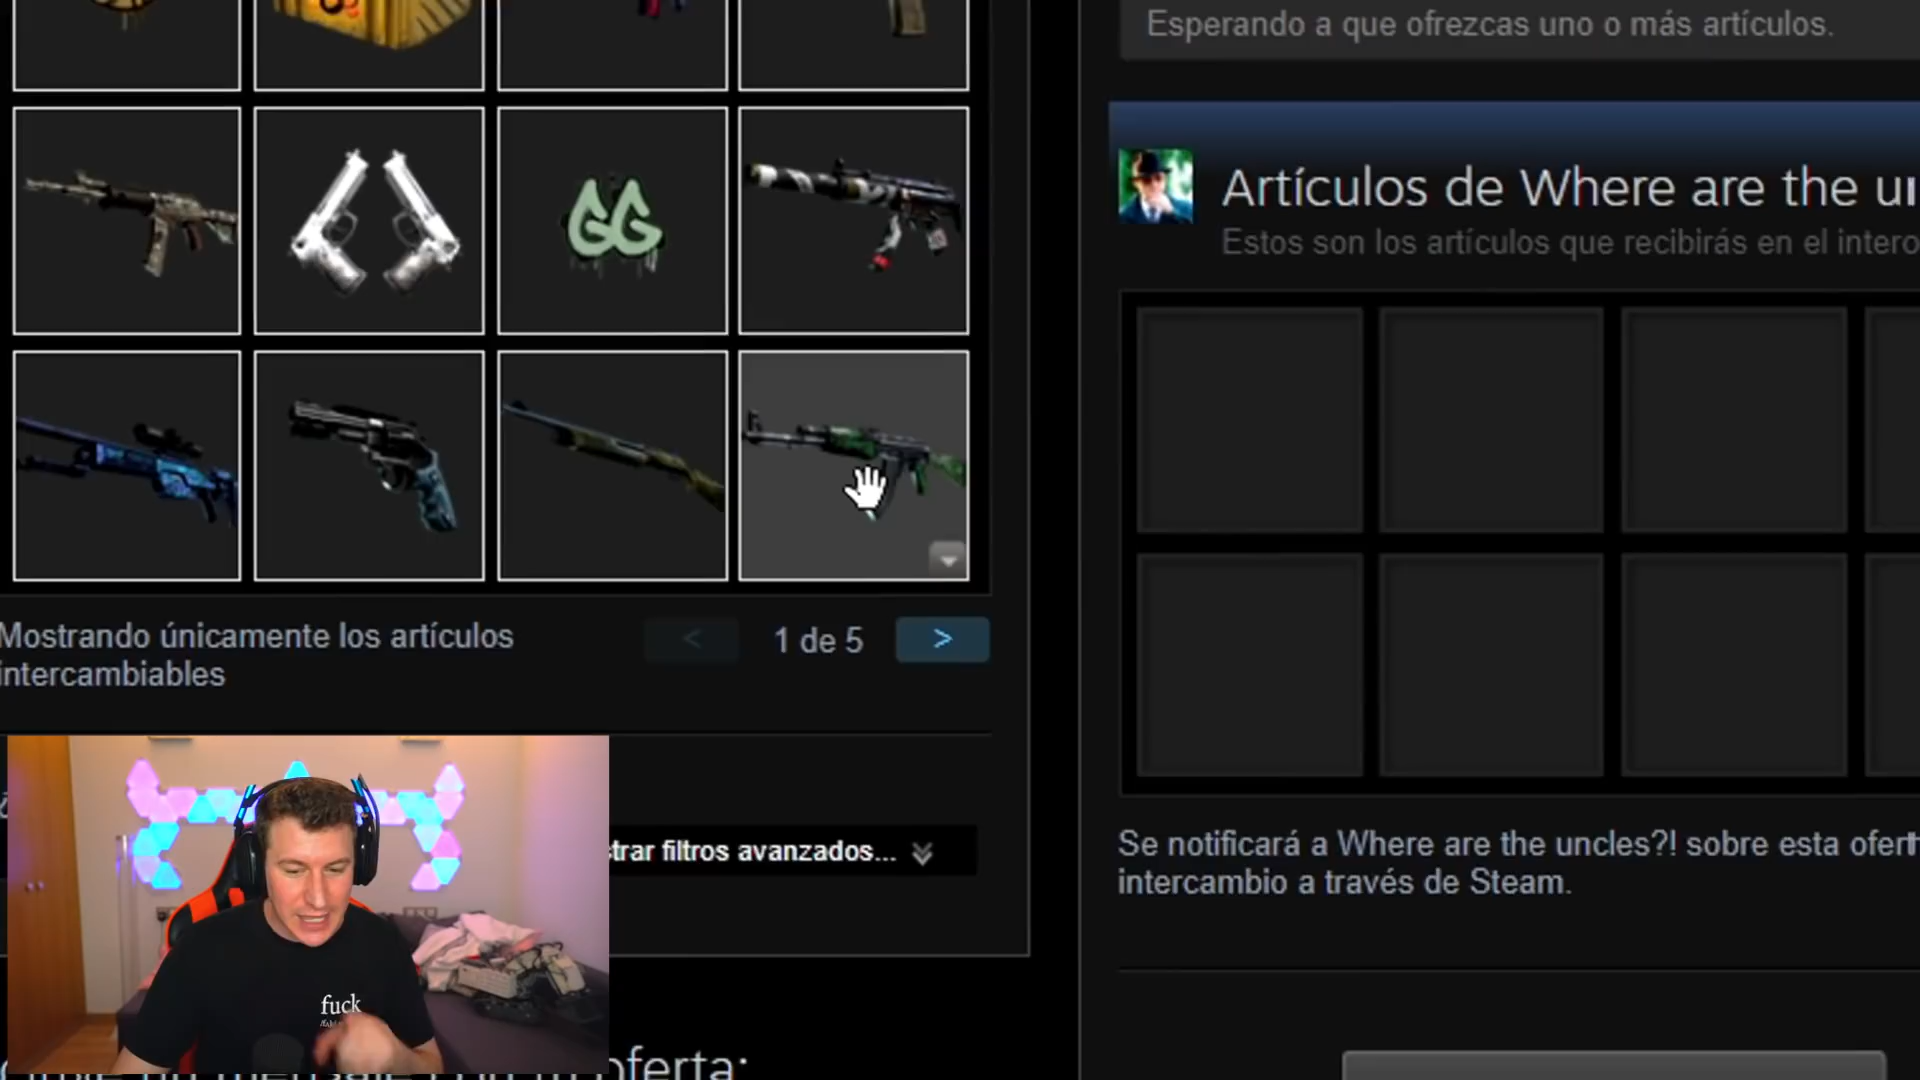 Esperando a que ofrezcas uno o más artículos.
Artículos de Where are the
Estos son los artículos que recibirás en el
GG
Mostrando únicamente los artículos
intercambiables
< 1 de 5 >
Se notificará a Where are the uncles?! sobre esta
intercambio a través de Steam.
filtros avanzados...
fuck
oferta: